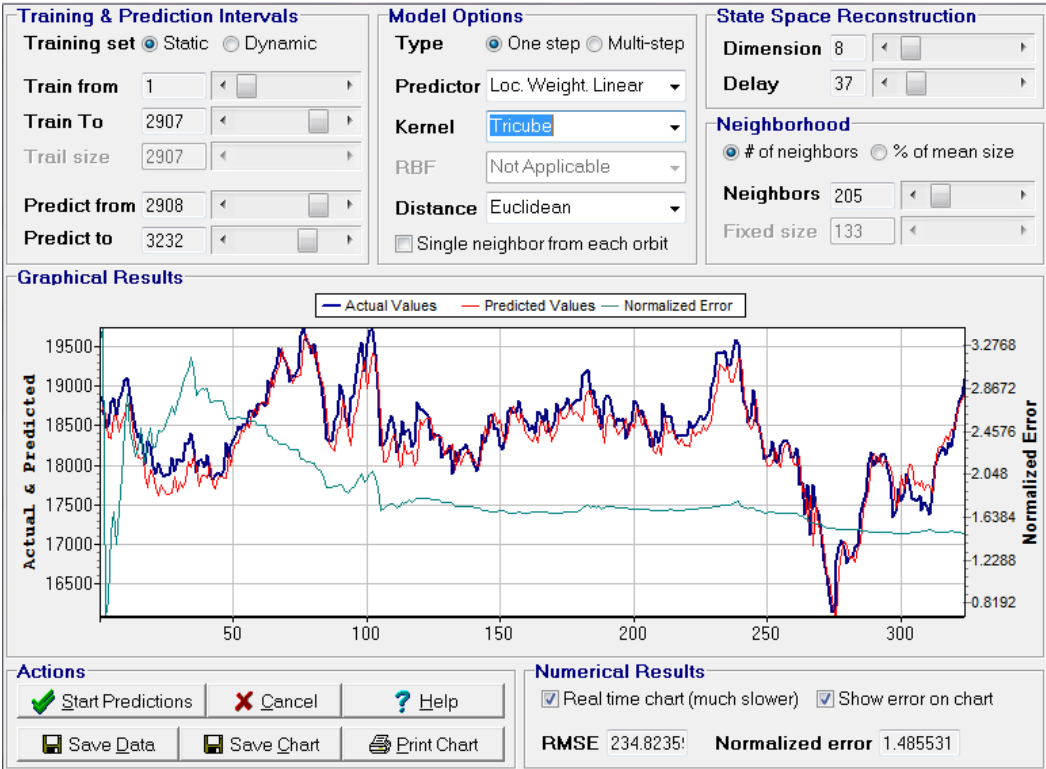 Training & Prediction Intervals
Training set Static Dynamic
Train from 1
Train To 2907
Trail size 2907
Predict from 2908
Predict to 3232
Model Options
Type One step Multi-step
Predictor Loc. Weight. Linear
Kernel Tricube
RBF Not Applicable
Distance Euclidean
Single neighbor from each orbit
State Space Reconstruction
Dimension 8
Delay 37
Neighborhood
# of neighbors % of mean size
Neighbors 205
Fixed size 133
Graphical Results
Actual Values Predicted Values Normalized Error
Actual & Predicted
19500
19000
18500
18000
17500
17000
16500
3.2768
2.8672
2.4576
2.048
1.6384
1.2288
0.8192
Normalized Error
50 100 150 200 250 300
Actions
Start Predictions Cancel Help
Save Data Save Chart Print Chart
Numerical Results
Real time chart (much slower) Show error on chart
RMSE 234.8235 Normalized error 1.485531